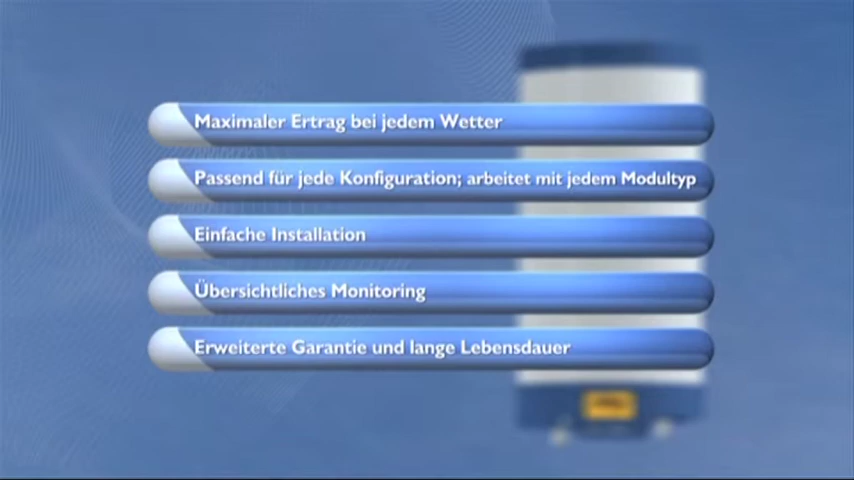 Maximaler Ertrag bei jedem Wetter
Passend für jede Konfiguration; arbeitet mit jedem Modultyp
Einfache Installation
Übersichtliches Monitoring
Erweiterte Garantie und lange Lebensdauer